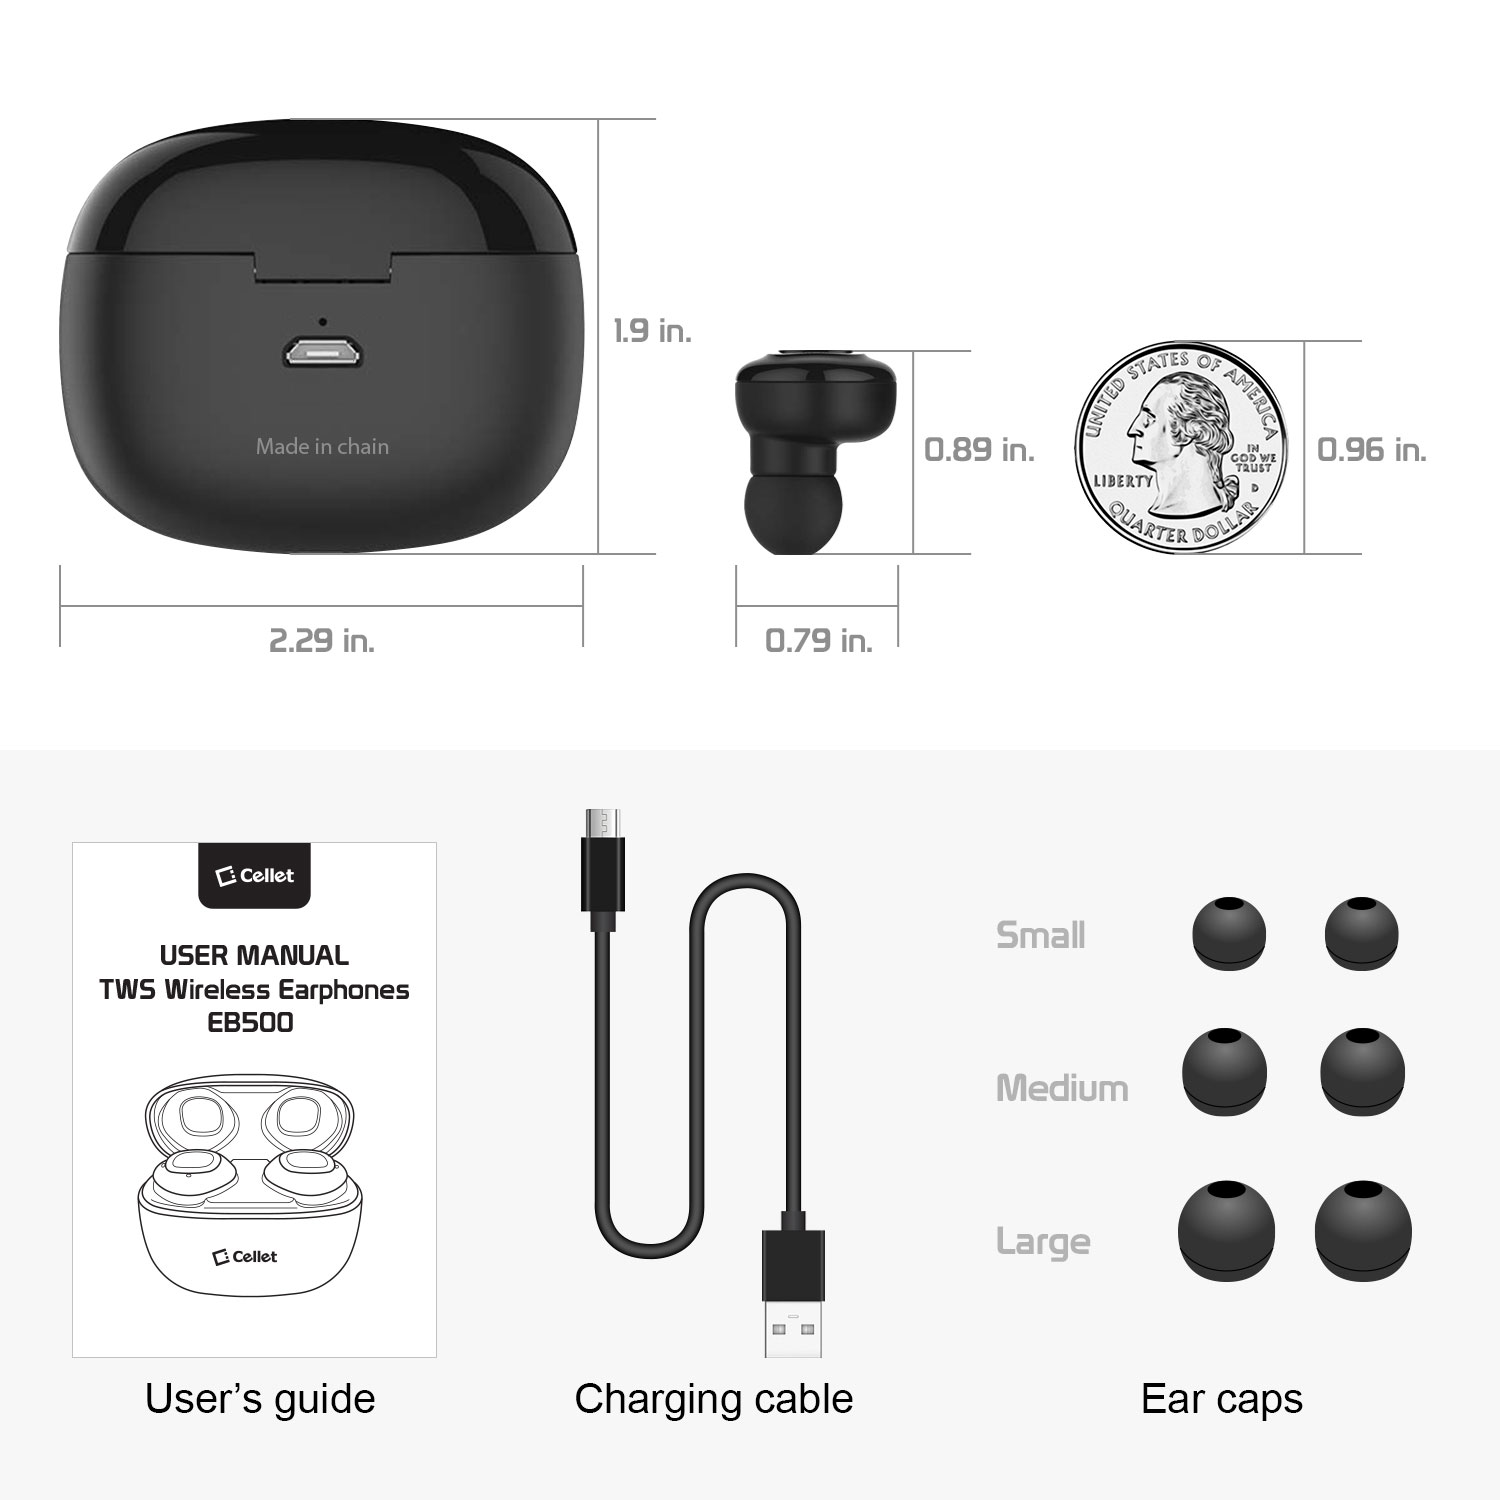 1.9 in.
Made in chain
2.29 in.
0.89 in.
0.79 in.
UNITED STATES OF AMERICA
IN
GOD WE
TRUST
LIBERTY
D
QUARTER DOLLAR
0.96 in.
Cellet
USER MANUAL
TWS Wireless Earphones
EB500
Cellet
User’s guide
Charging cable
Small
Medium
Large
Ear caps